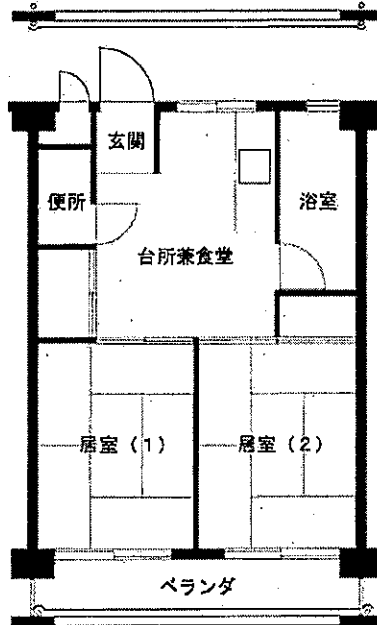 玄関
便所
浴室
台所兼食堂
居室（1）
居室（2）
ベランダ